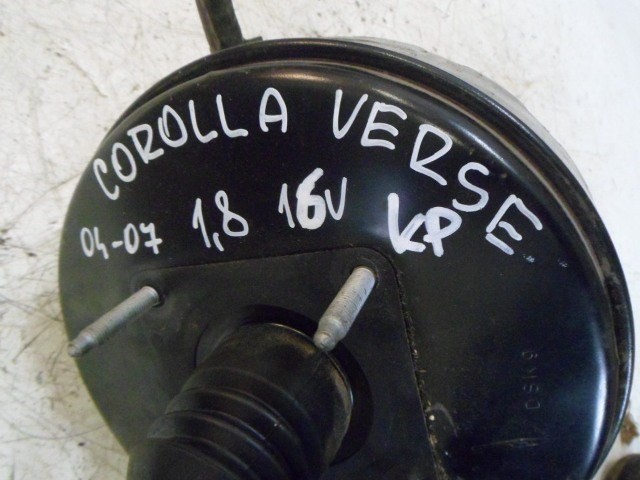 COROLLA VERSE
04-07 1,8 16V KP